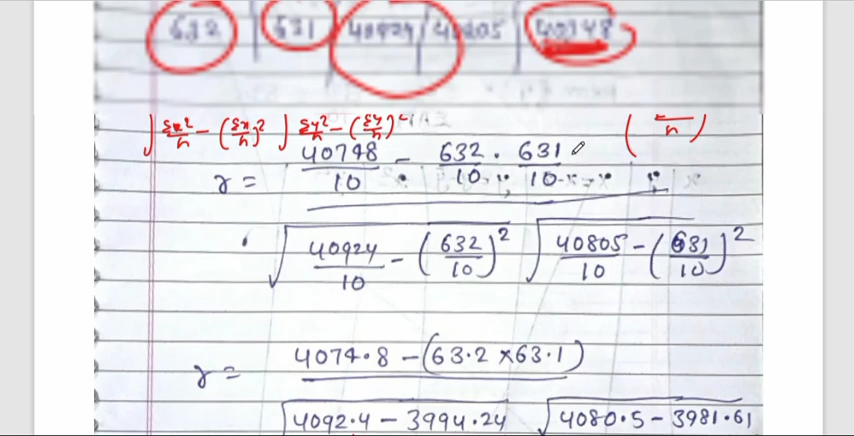 632 | 631 | 40924 | 40805 | 40748
√Σx²/n − (Σx/n)² √Σy²/n − (Σy/n)² ( /n )
r = 40748/10 − 632/10 · 631/10
√40924/10 − (632/10)² √40805/10 − (631/10)²
r = 4074.8 − (63.2 × 63.1)
√4092.4 − 3994.24 √4080.5 − 3981.61